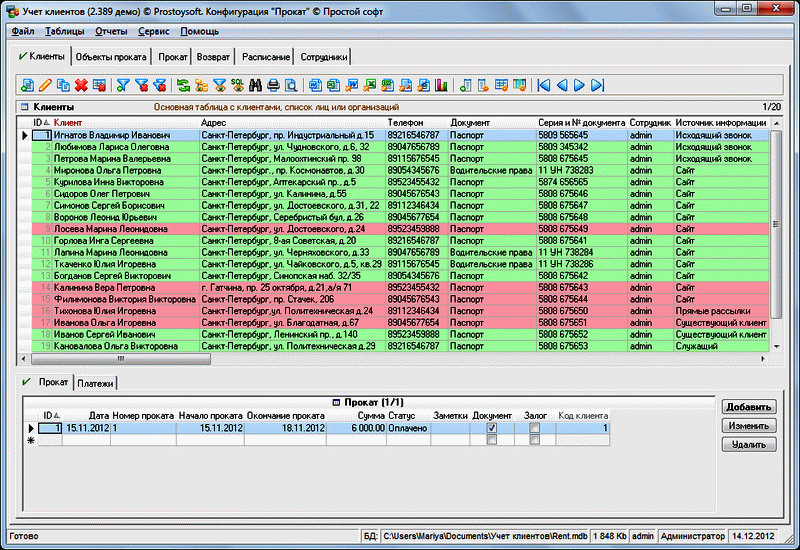 Учет клиентов (2.389 демо) © Prostoysoft. Конфигурация "Прокат" © Простой софт
Файл Таблицы Отчеты Сервис Помощь
Клиенты Объекты проката Прокат Возврат Расписание Сотрудники
Клиенты Основная таблица с клиентами, список лиц или организаций 1/20
ID Клиент Адрес Телефон Документ Серия и № документа Сотрудник Источник информации
1 Игнатов Владимир Иванович Санкт-Петербург, пр. Индустриальный д.15 89216546787 Паспорт 5809 565645 admin Исходящий звонок
2 Любимова Лариса Олеговна Санкт-Петербург, ул. Чудновского, д.6, 32 89047656789 Паспорт 5809 345342 admin Исходящий звонок
3 Петрова Марина Валерьевна Санкт-Петербург, Малоохтинский пр. 98 89115676545 Паспорт 5808 675645 admin Исходящий звонок
4 Миронова Ольга Петровна Санкт-Петербург,, пр. Космонавтов, д.30 89054345676 Водительские права 11 УН 738283 admin Сайт
5 Курилова Инна Викторовна Санкт-Петербург, Аптекарский пр., д.5 89523455432 Паспорт 5874 656565 admin Сайт
6 Сидоров Олег Петрович Санкт-Петербург, ул. Калинина, д.55 89046765643 Паспорт 5808 675646 admin Сайт
7 Симонов Сергей Борисович Санкт-Петербург, ул. Достоевского, д.31, 22 89112346545 Паспорт 5808 675647 admin Сайт
8 Воронов Леонид Юрьевич Санкт-Петербург, Серебристый бул, д.26 89045677654 Паспорт 5808 675648 admin Сайт
9 Лосева Марина Леонидовна Санкт-Петербург, ул. Достоевского, д.24 89523459888 Паспорт 5808 675649 admin Сайт
10 Горлова Инга Сергеевна Санкт-Петербург, 8-ая Советская, д.20 89216546787 Паспорт 5808 675641 admin Сайт
11 Лапина Марина Игоревна Санкт-Петербург, ул. Черняховского, д.33 89047656789 Водительские права 11 УН 738284 admin Сайт
12 Ткаченко Юлия Игоревна Санкт-Петербург, ул. Чайковского, д.5, кв.29 89115676545 Водительские права 11 УН 738286 admin Сайт
13 Богданов Сергей Викторович Санкт-Петербург, Синопская наб. 32/35 89054345676 Паспорт 5808 675642 admin Сайт
14 Калинина Вера Петровна г. Гатчина, пр. 25 октября, д.21,а/я 71 89523455432 Паспорт 5808 675643 admin Сайт
15 Филимонова Виктория Викторовна Санкт-Петербург, пр. Стачек, 206 89046765643 Паспорт 5808 675644 admin Сайт
16 Тихонова Юлия Игоревна Санкт-Петербург,ул. Политехническая д.24 89112346545 Паспорт 5808 675650 admin Прямые рассылки
17 Иванова Ольга Игоревна Санкт-Петербург, ул. Благодатная, д.67 89045677654 Паспорт 5808 675651 admin Существующий клиент
18 Иванов Сергей Иванович Санкт-Петербург, Ленинский пр., д.140 89523459888 Паспорт 5808 675652 admin Существующий клиент
19 Кановалова Ольга Викторовна Санкт-Петербург, ул. Политехническая д.29 89216546787 Паспорт 5808 675653 admin Служащий
Прокат Платежи
Прокат (1/1)
Добавить
ID Дата Номер проката Начало проката Окончание проката Сумма Статус Заметки Документ Залог Код клиента
1 15.11.2012 1 15.11.2012 18.11.2012 6 000.00 Оплачено 1
Изменить
Удалить
Готово БД: C:\Users\Mariya\Documents\Учет клиентов\Rent.mdb 1 848 Kb admin Администратор 14.12.2012